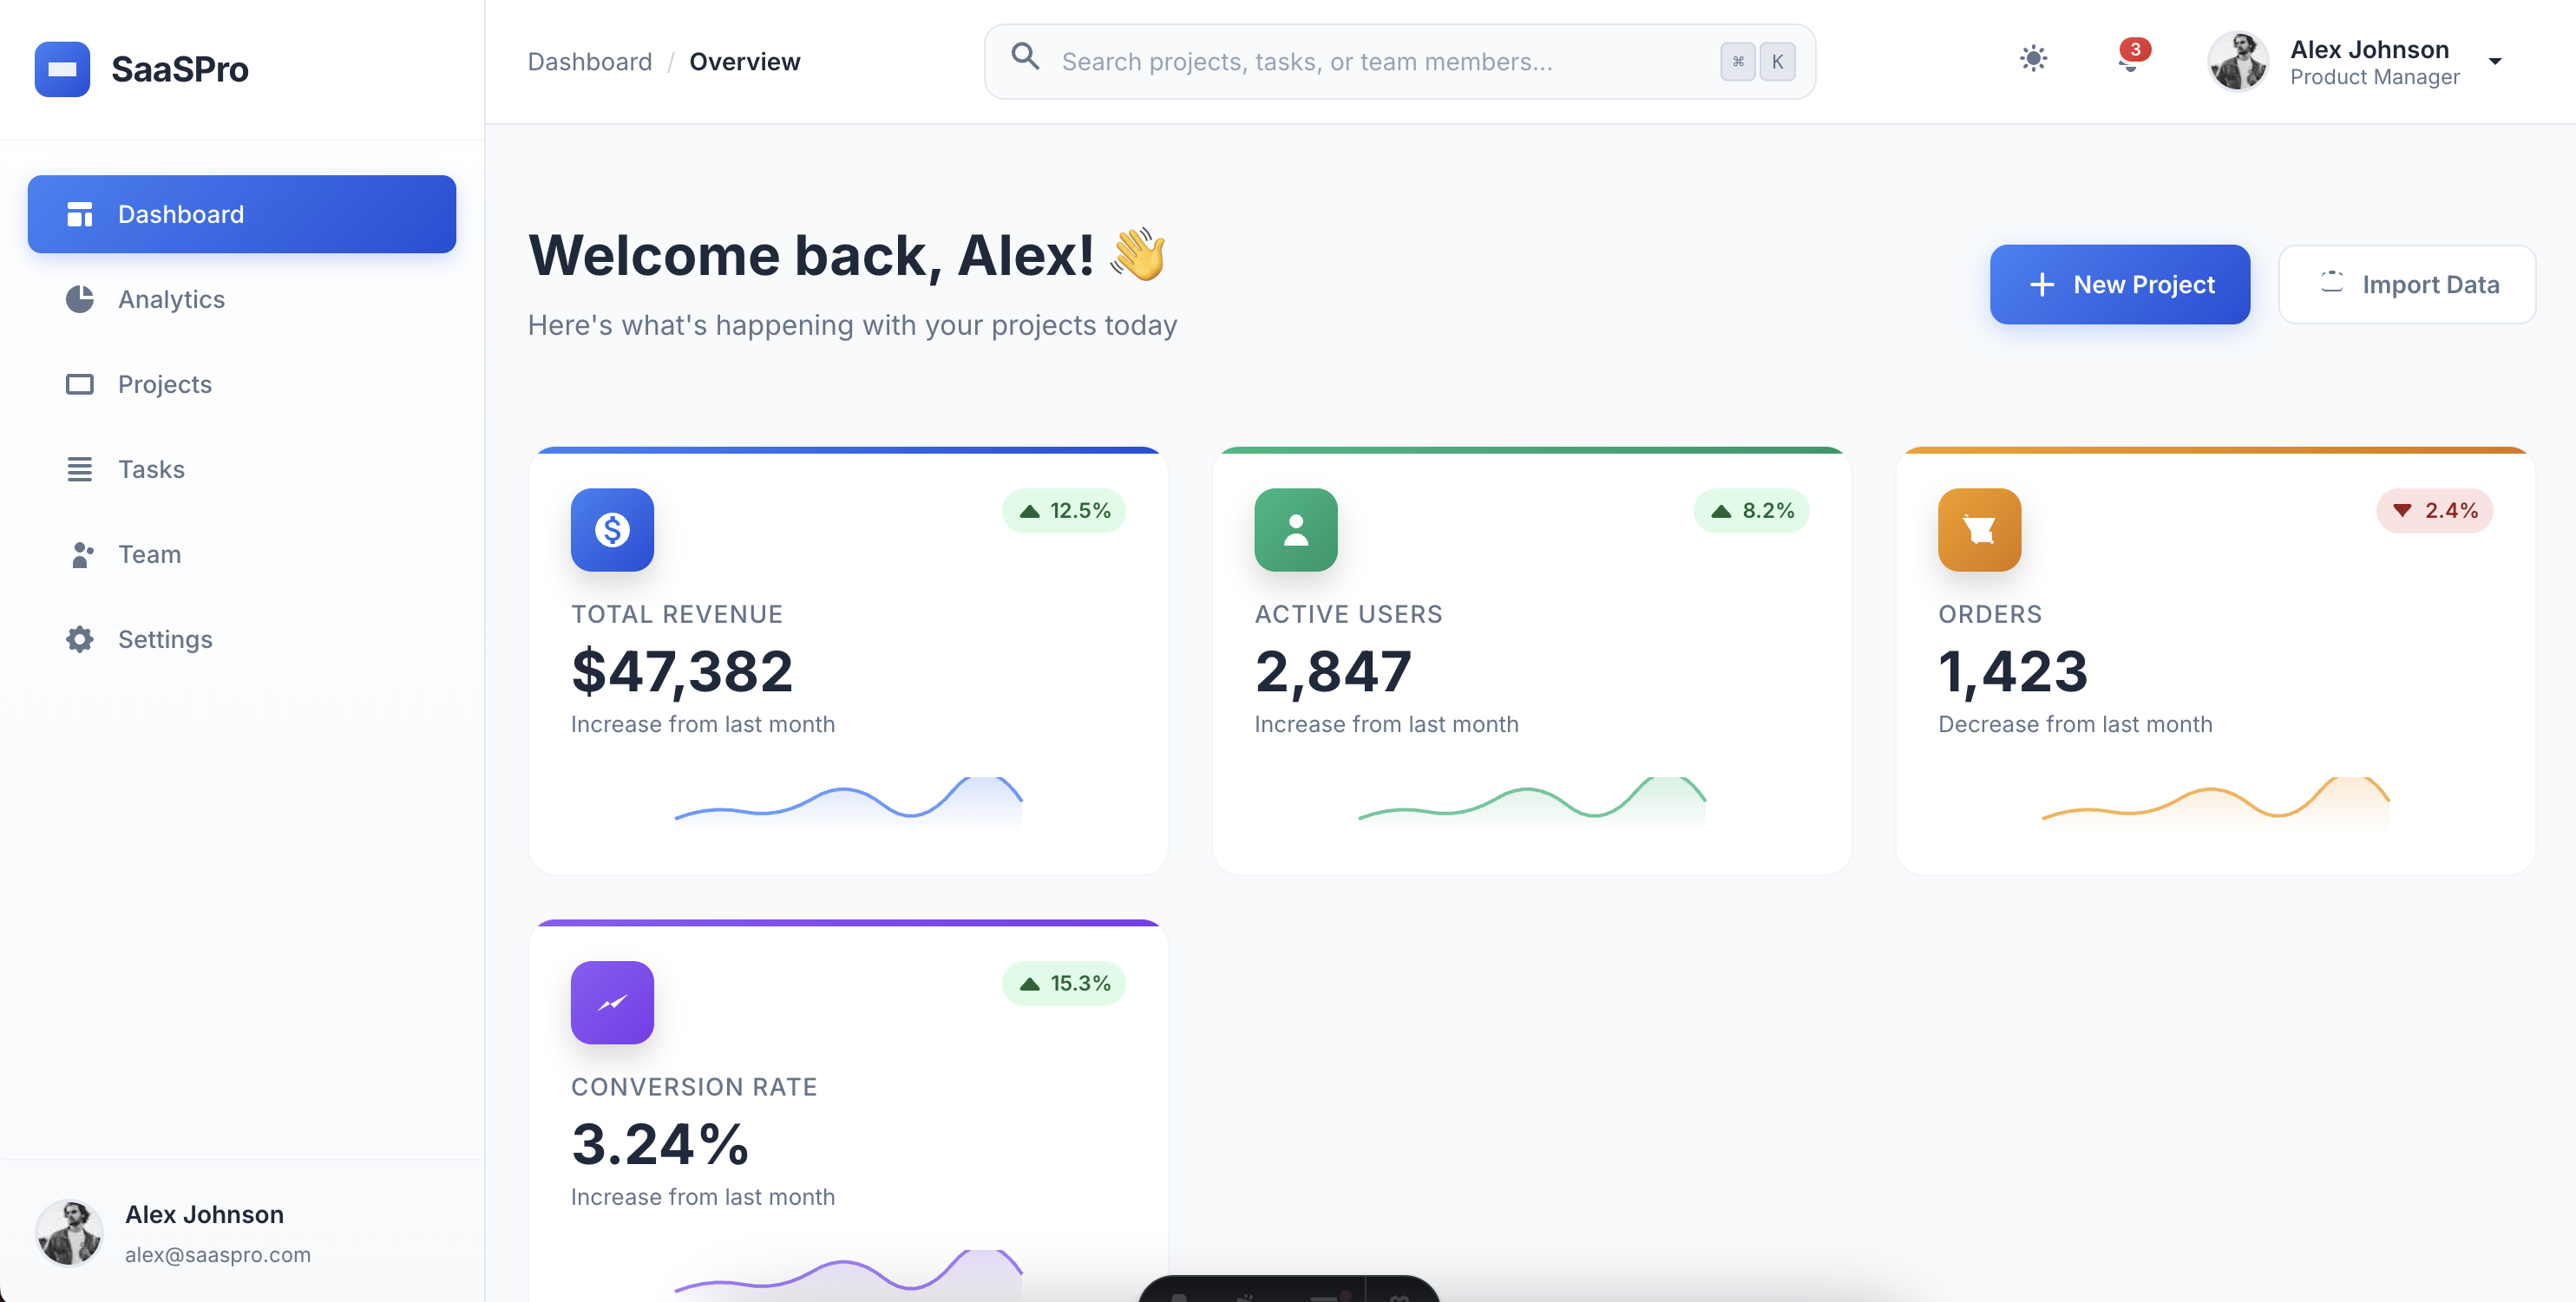 SaaSPro
Dashboard
Analytics
Projects
Tasks
Team
Settings
Alex Johnson
alex@saaspro.com
Dashboard / Overview
Search projects, tasks, or team members...
⌘ K
3
Alex Johnson
Product Manager
Welcome back, Alex! 👋
Here's what's happening with your projects today
New Project
Import Data
12.5%
TOTAL REVENUE
$47,382
Increase from last month
8.2%
ACTIVE USERS
2,847
Increase from last month
2.4%
ORDERS
1,423
Decrease from last month
15.3%
CONVERSION RATE
3.24%
Increase from last month